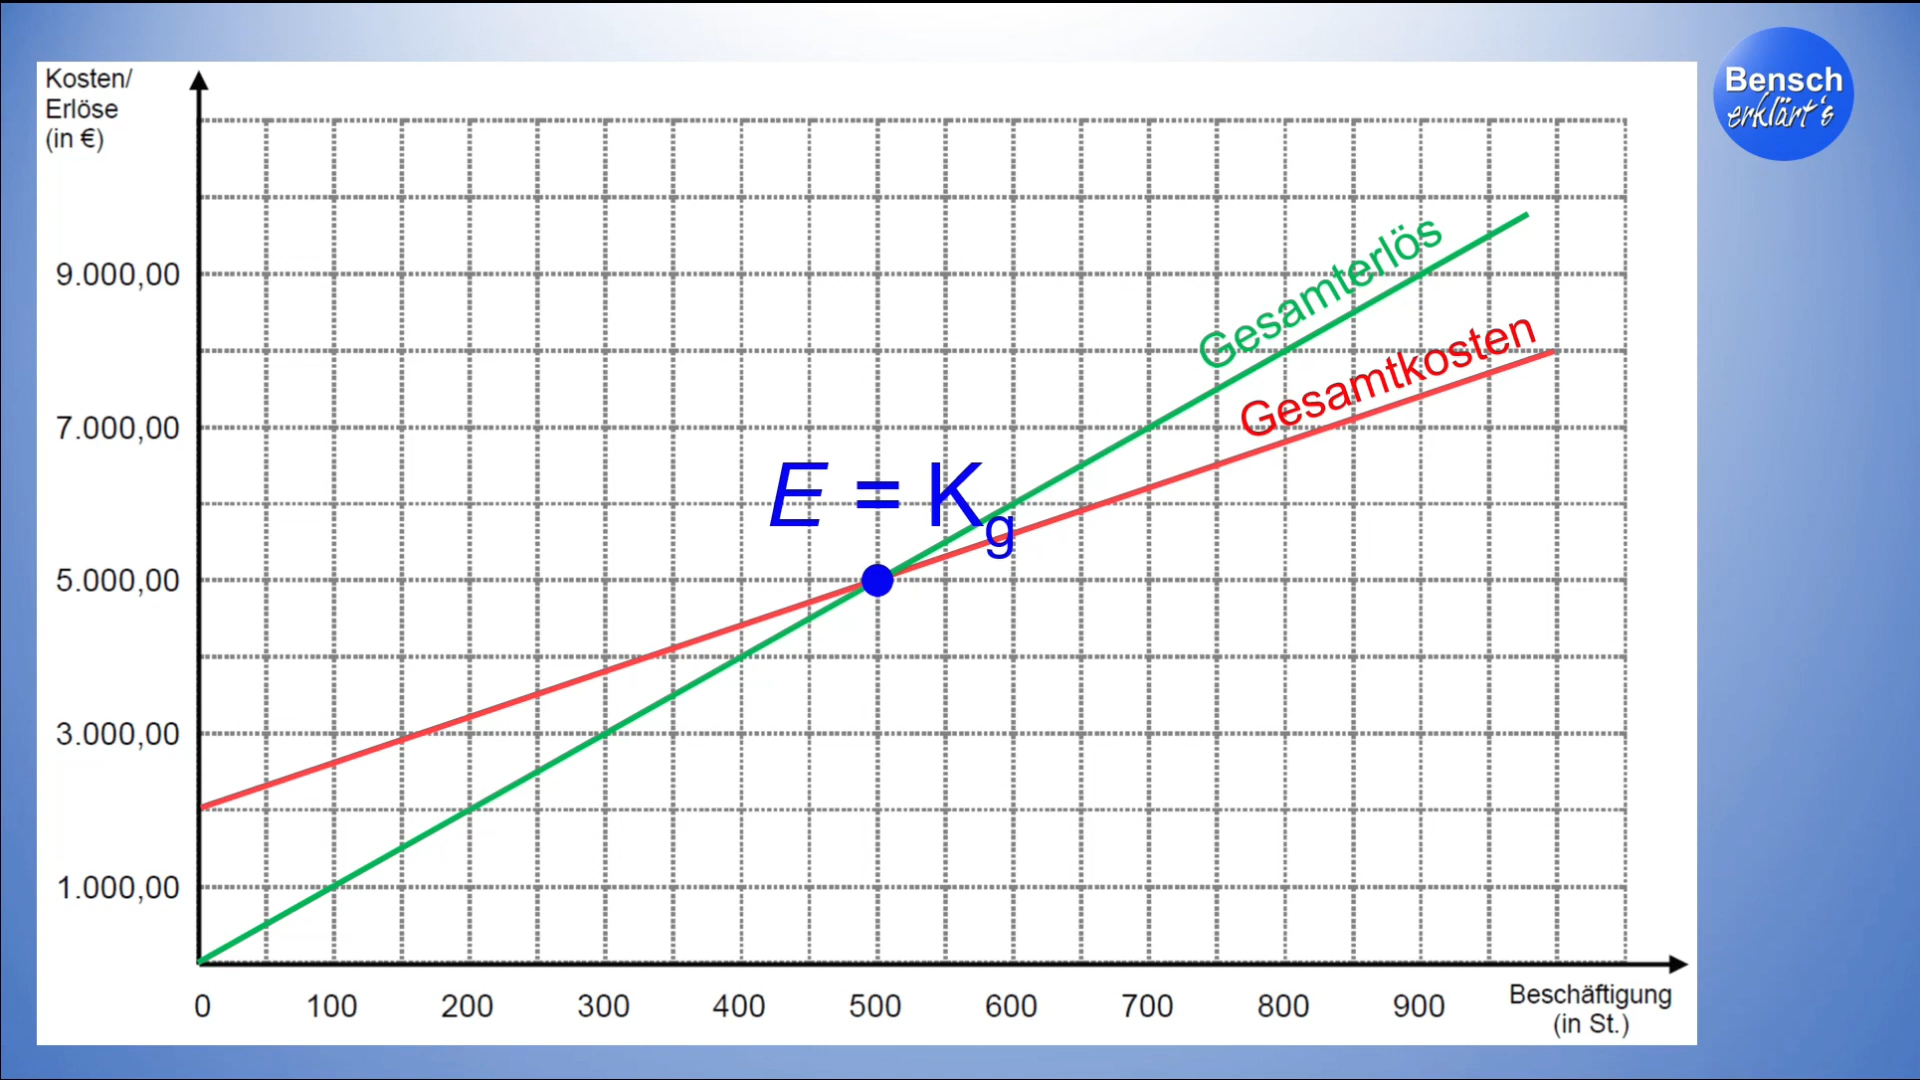 Kosten/
Erlöse
(in €)
Bensch
erklärt's
9.000,00
7.000,00
5.000,00
3.000,00
1.000,00
Gesamterlös
Gesamtkosten
E = Kg
0 100 200 300 400 500 600 700 800 900
Beschäftigung
(in St.)